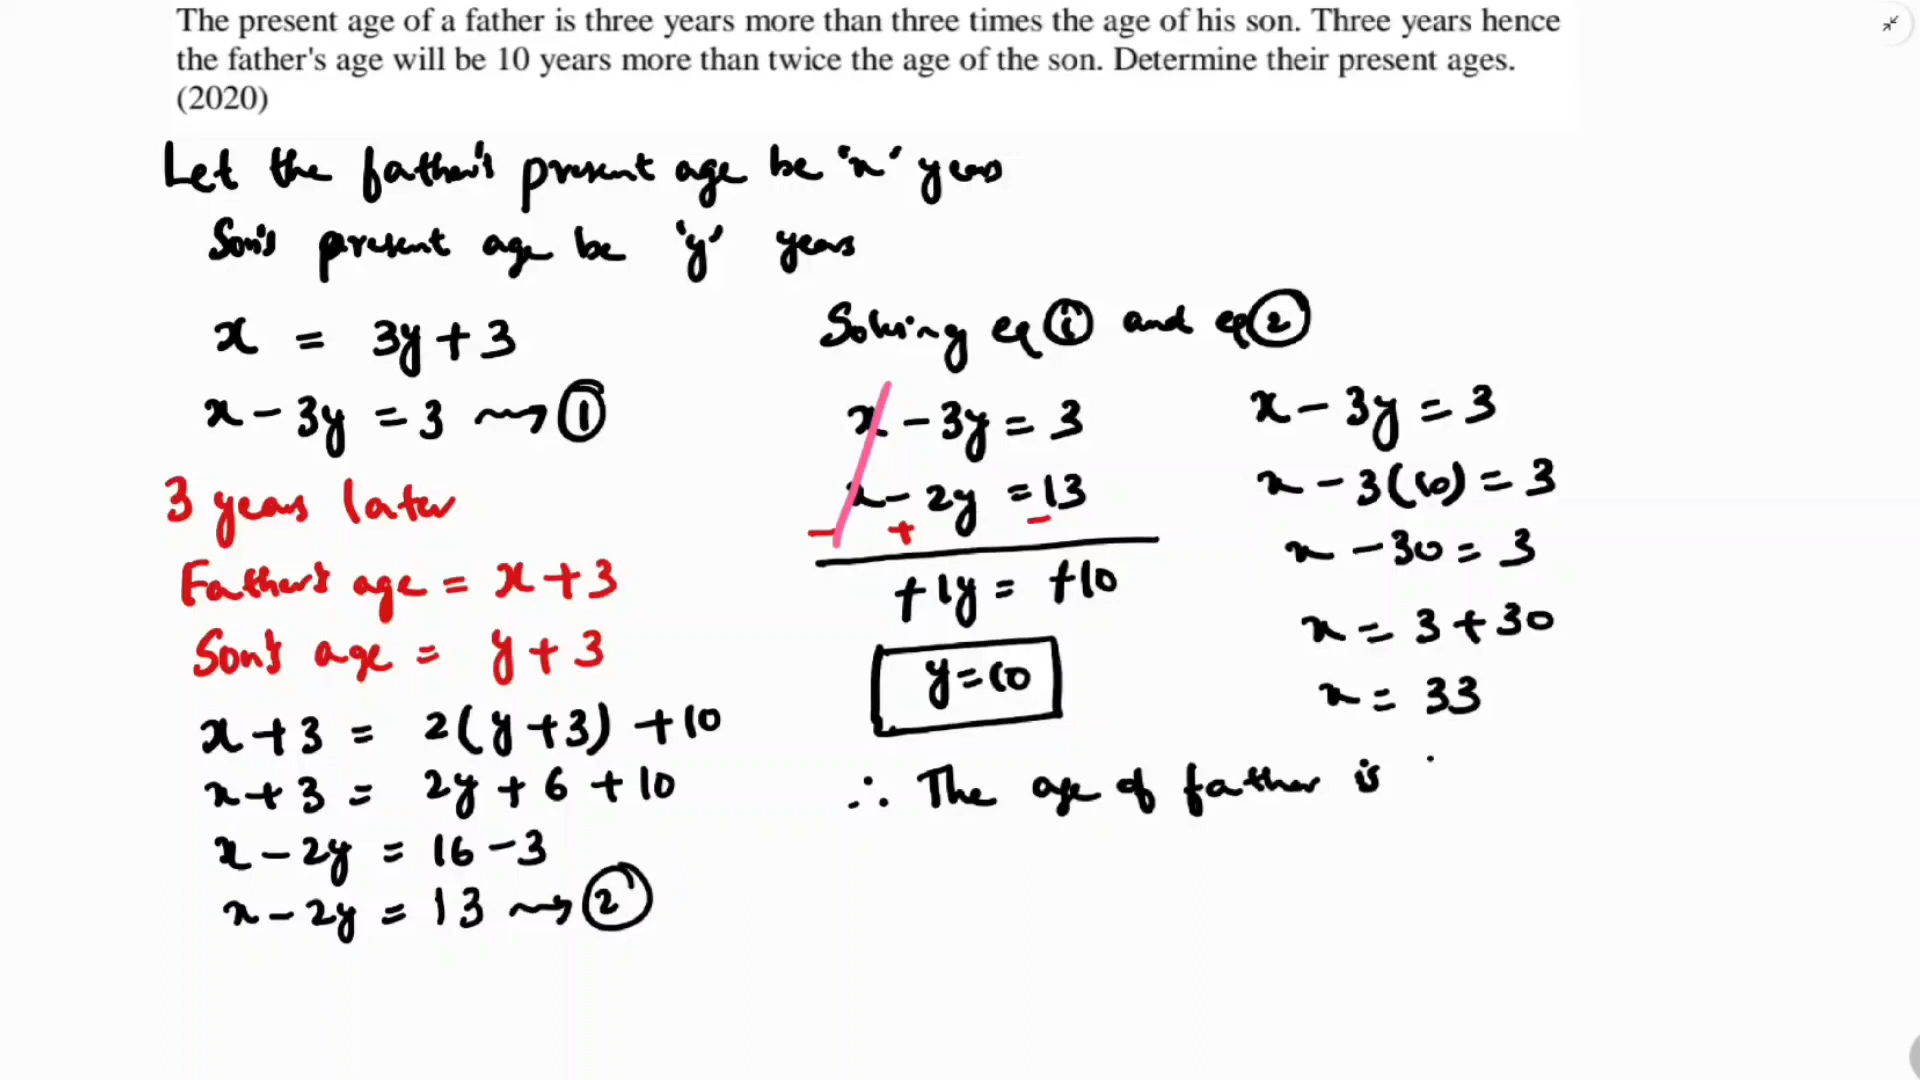 The present age of a father is three years more than three times the age of his son. Three years hence
the father's age will be 10 years more than twice the age of the son. Determine their present ages.
(2020)
Let the father's present age be 'x' years
Son's present age be 'y' years
x = 3y + 3
x - 3y = 3 ⇝ ①
3 years later
Father's age = x + 3
Son's age = y + 3
x + 3 = 2(y + 3) + 10
x + 3 = 2y + 6 + 10
x - 2y = 16 - 3
x - 2y = 13 ⇝ ②
Solving eq ① and eq ②
x - 3y = 3
x - 2y = 13
- + -
+1y = +10
y = 10
x - 3y = 3
x - 3(10) = 3
x - 30 = 3
x = 3 + 30
x = 33
∴ The age of father is